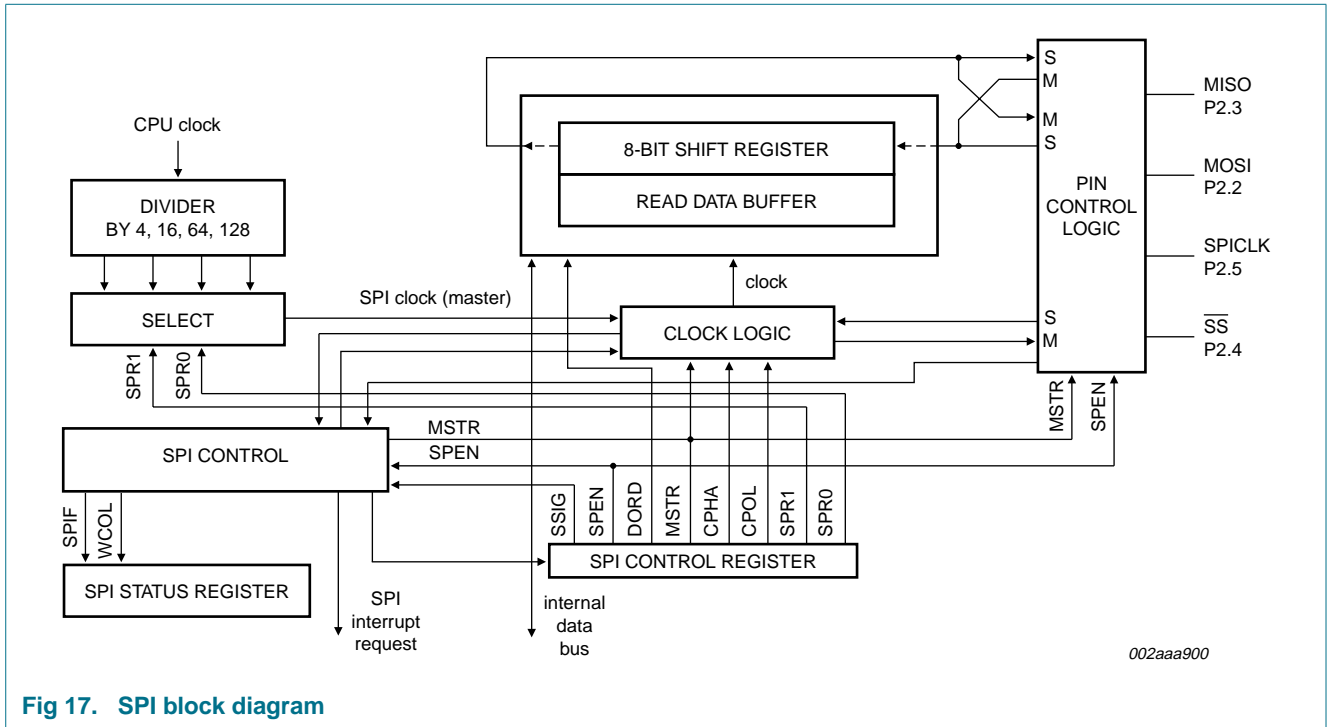 S
M
MISO
P2.3
CPU clock
M
8-BIT SHIFT REGISTER
S
READ DATA BUFFER
MOSI
P2.2
PIN
CONTROL
LOGIC
DIVIDER
BY 4, 16, 64, 128
SPICLK
P2.5
clock
SPI clock (master)
SELECT
CLOCK LOGIC
S
M
SS
P2.4
SPR1
SPR0
MSTR
SPEN
MSTR
SPEN
SPI CONTROL
SSIG
SPEN
DORD
MSTR
CPHA
CPOL
SPR1
SPR0
SPIF
WCOL
SPI CONTROL REGISTER
SPI STATUS REGISTER
SPI
interrupt
request
internal
data
bus
002aaa900
Fig 17. SPI block diagram